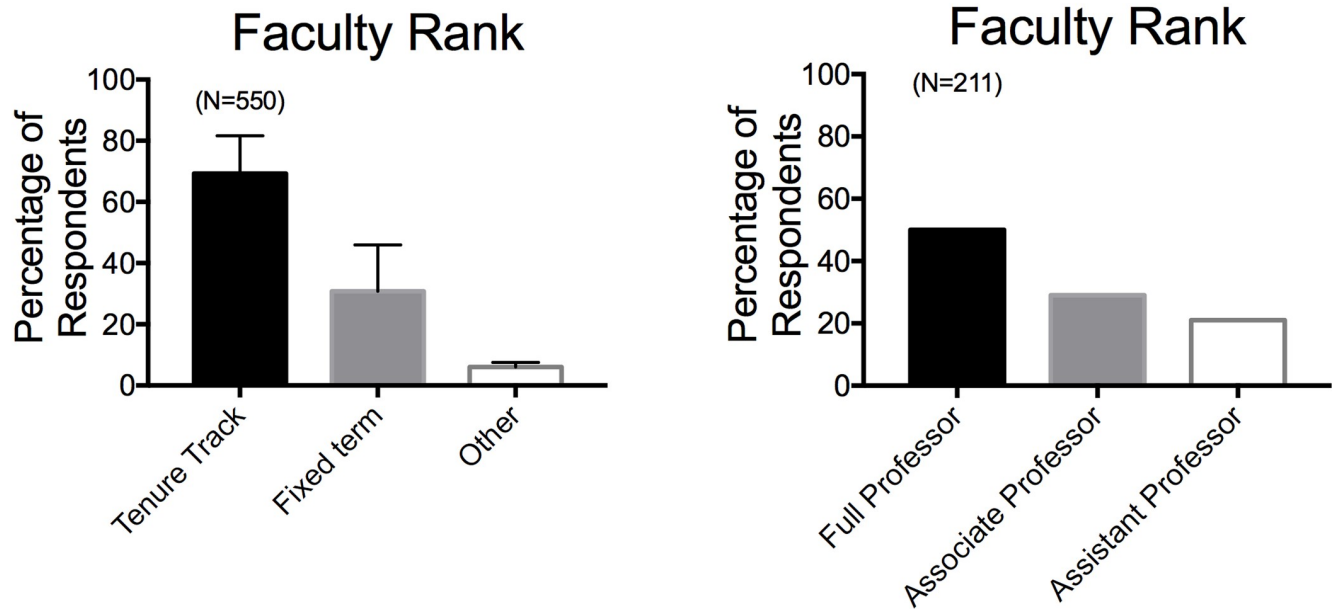 Faculty Rank
Percentage of
Respondents
100
80
60
40
20
0
(N=550)
Tenure Track
Fixed term
Other
Faculty Rank
Percentage of
Respondents
100
80
60
40
20
0
(N=211)
Full Professor
Associate Professor
Assistant Professor